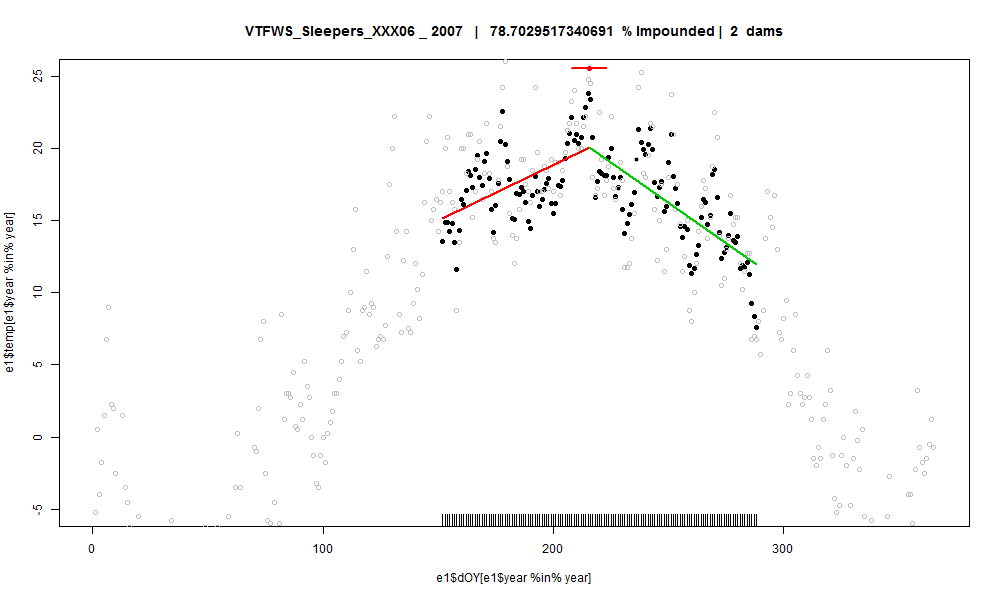 VTFWS_Sleepers_XXX06 _ 2007 | 78.7029517340691 % Impounded | 2 dams
e1$temp[e1$year %in% year]
25
20
15
10
5
0
-5
0 100 200 300
e1$dOY[e1$year %in% year]